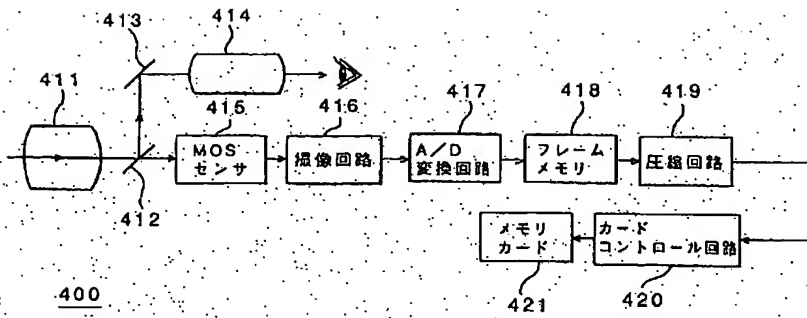 413
414
411
415
416
417
418
419
MOS
センサ
撮像回路
A/D
変換回路
フレーム
メモリ
圧縮回路
412
メモリ
カード
カード
コントロール回路
421
420
400